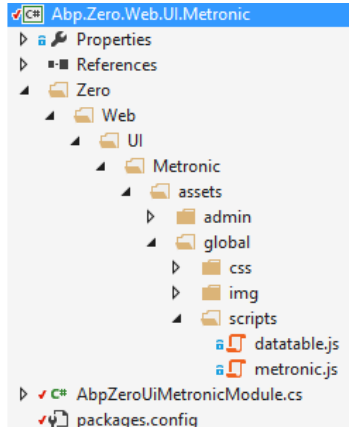 C# Abp.Zero.Web.UI.Metronic
Properties
References
Zero
Web
UI
Metronic
assets
admin
global
css
img
scripts
datatable.js
metronic.js
C# AbpZeroUiMetronicModule.cs
packages.config